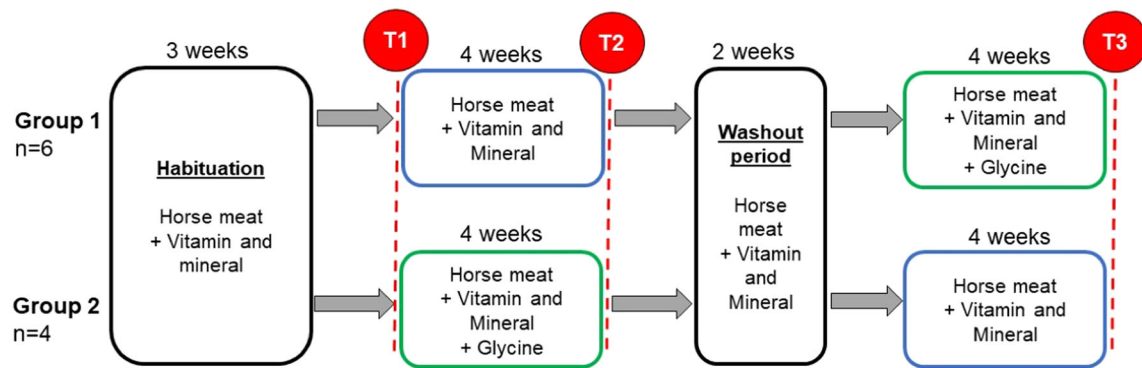 T1
T2
T3
3 weeks
4 weeks
2 weeks
4 weeks
Group 1
n=6
Habituation
Horse meat
+ Vitamin and
mineral
Horse meat
+ Vitamin and
Mineral
Washout
period
Horse
meat
+ Vitamin
and
Mineral
Horse meat
+ Vitamin and
Mineral
+ Glycine
Group 2
n=4
4 weeks
Horse meat
+ Vitamin and
Mineral
+ Glycine
4 weeks
Horse meat
+ Vitamin and
Mineral